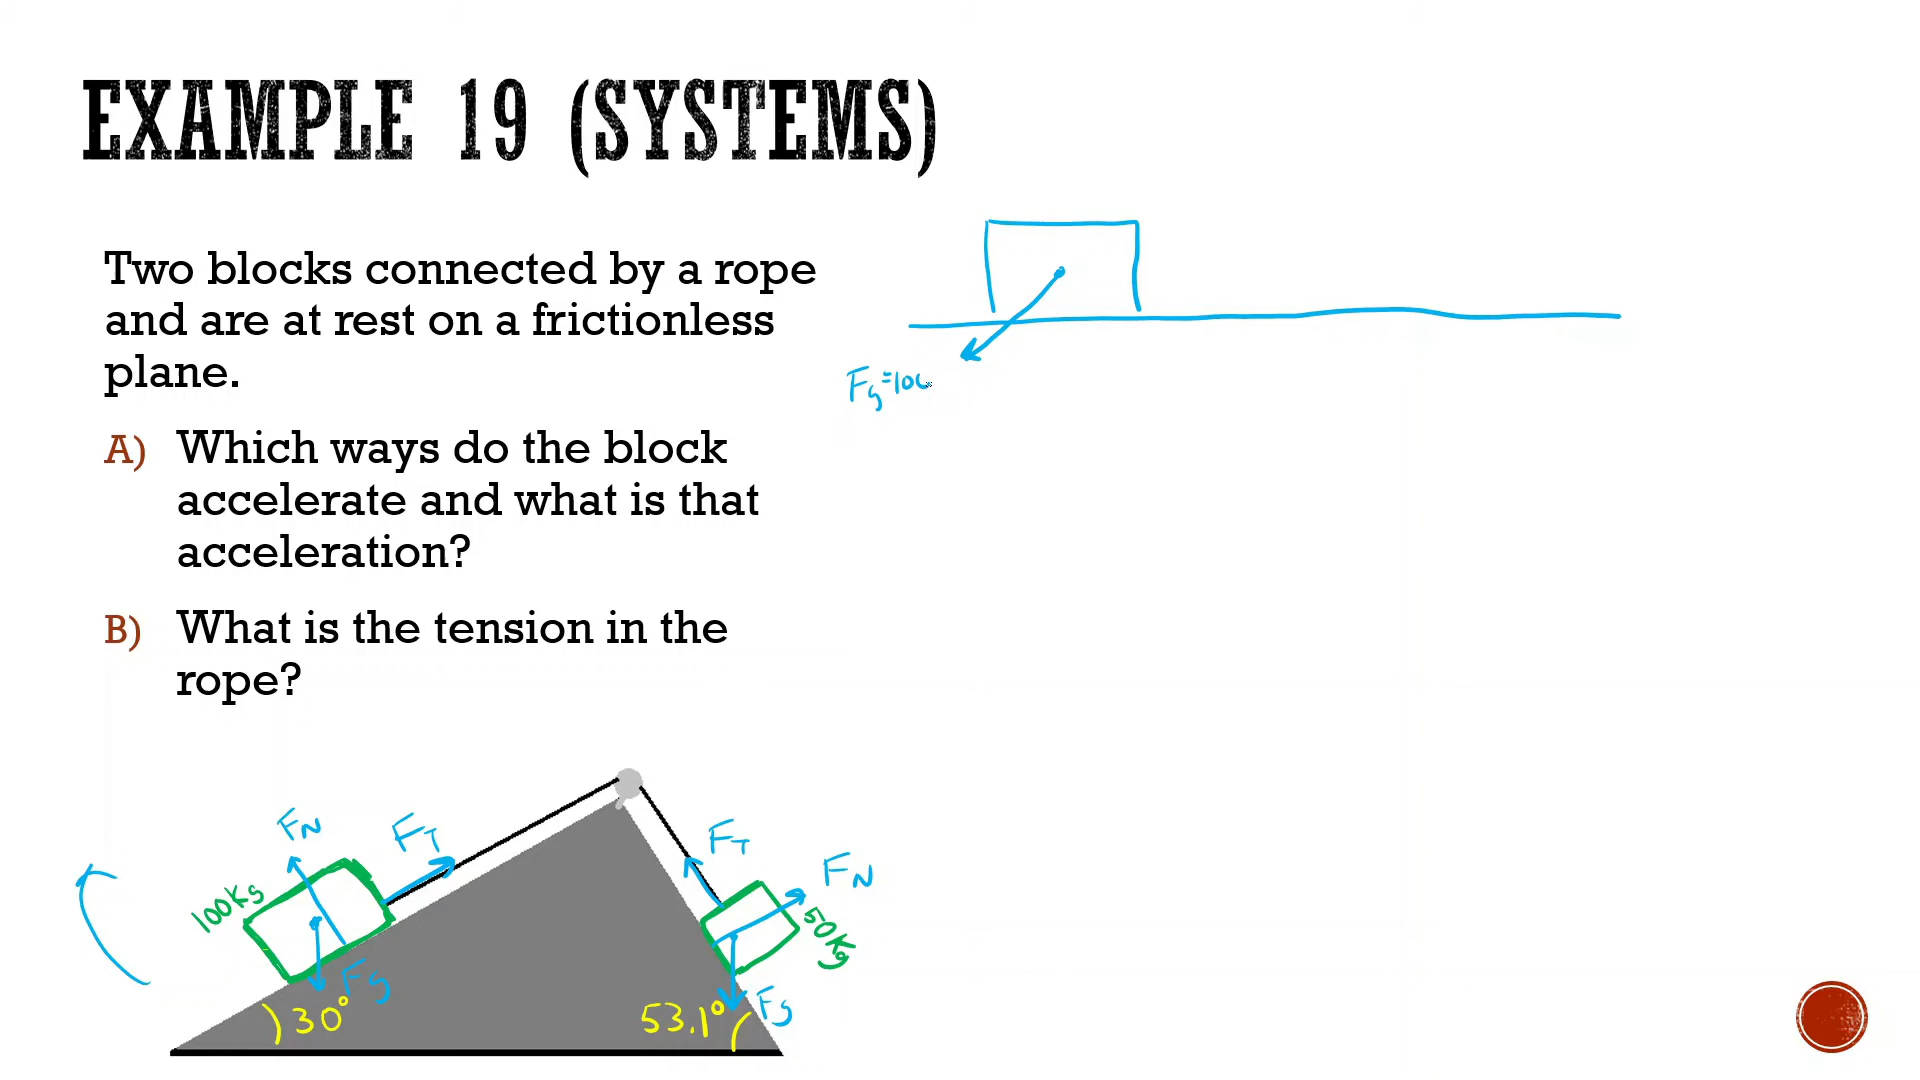 EXAMPLE 19 (SYSTEMS)
Two blocks connected by a rope
and are at rest on a frictionless
plane.
A) Which ways do the block
accelerate and what is that
acceleration?
B) What is the tension in the
rope?
Fg=100
FN
FT
100Kg
Fg
30°
FT
FN
50Kg
53.1°
Fg